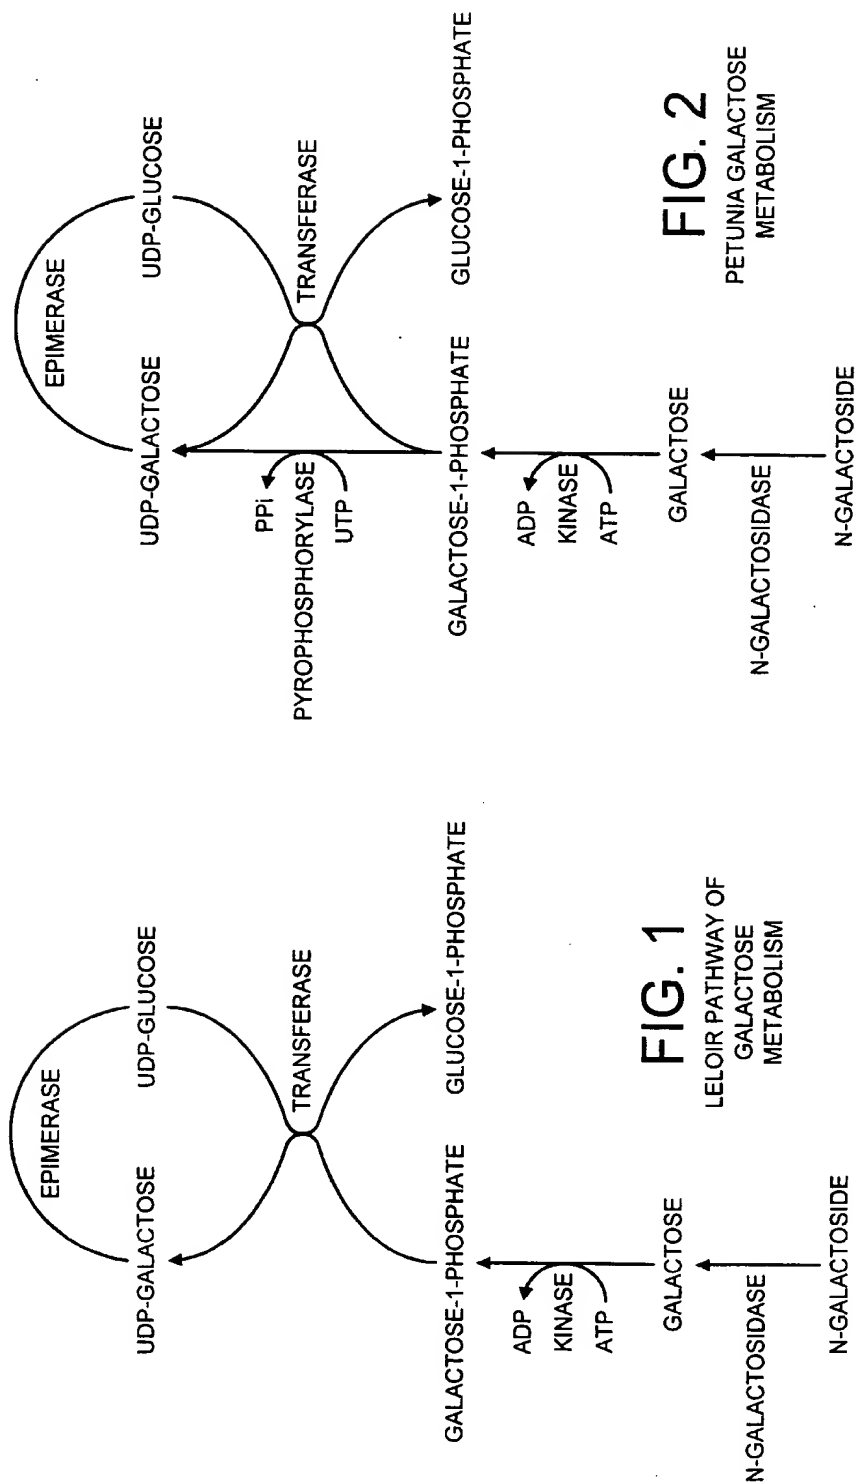 EPIMERASE
UDP-GALACTOSE
UDP-GLUCOSE
TRANSFERASE
GALACTOSE-1-PHOSPHATE
GLUCOSE-1-PHOSPHATE
ADP
KINASE
ATP
GALACTOSE
N-GALACTOSIDASE
N-GALACTOSIDE
FIG. 1
LELOIR PATHWAY OF
GALACTOSE
METABOLISM
EPIMERASE
UDP-GALACTOSE
UDP-GLUCOSE
PPi
PYROPHOSPHORYLASE
UTP
TRANSFERASE
GALACTOSE-1-PHOSPHATE
GLUCOSE-1-PHOSPHATE
ADP
KINASE
ATP
GALACTOSE
N-GALACTOSIDASE
N-GALACTOSIDE
FIG. 2
PETUNIA GALACTOSE
METABOLISM